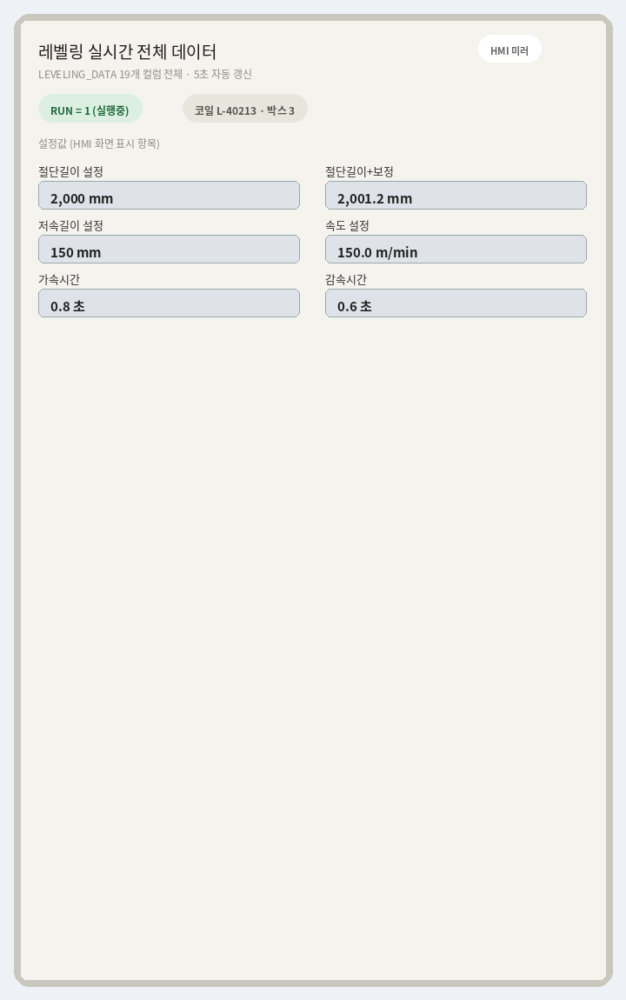 레벨링 실시간 전체 데이터
HMI 미러
LEVELING_DATA 19개 컬럼 전체 · 5초 자동 갱신
RUN = 1 (실행중)
코일 L-40213 · 박스 3
설정값 (HMI 화면 표시 항목)
절단길이 설정
절단길이+보정
2,000 mm
2,001.2 mm
저속길이 설정
속도 설정
150 mm
150.0 m/min
가속시간
감속시간
0.8 초
0.6 초